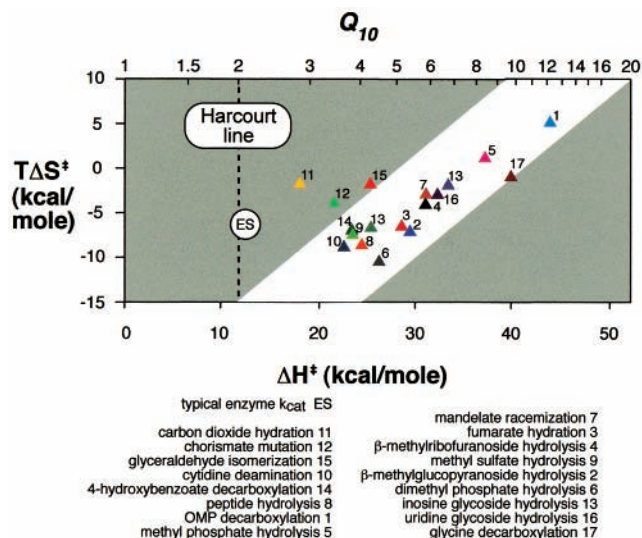 Q10
1 1.5 2 3 4 5 6 7 8 10 12 14 16 20
10
5
0
-5
-10
-15
TΔS‡
(kcal/
mole)
Harcourt
line
ES
1
5
11
15
17
13
7
12
16
4
14
9
13
3
2
10
8
6
0 10 20 30 40 50
ΔH‡ (kcal/mole)
typical enzyme kcat ES
carbon dioxide hydration 11
chorismate mutation 12
glyceraldehyde isomerization 15
cytidine deamination 10
4-hydroxybenzoate decarboxylation 14
peptide hydrolysis 8
OMP decarboxylation 1
methyl phosphate hydrolysis 5
mandelate racemization 7
fumarate hydration 3
β-methylribofuranoside hydrolysis 4
methyl sulfate hydrolysis 9
β-methylglucopyranoside hydrolysis 2
dimethyl phosphate hydrolysis 6
inosine glycoside hydrolysis 13
uridine glycoside hydrolysis 16
glycine decarboxylation 17